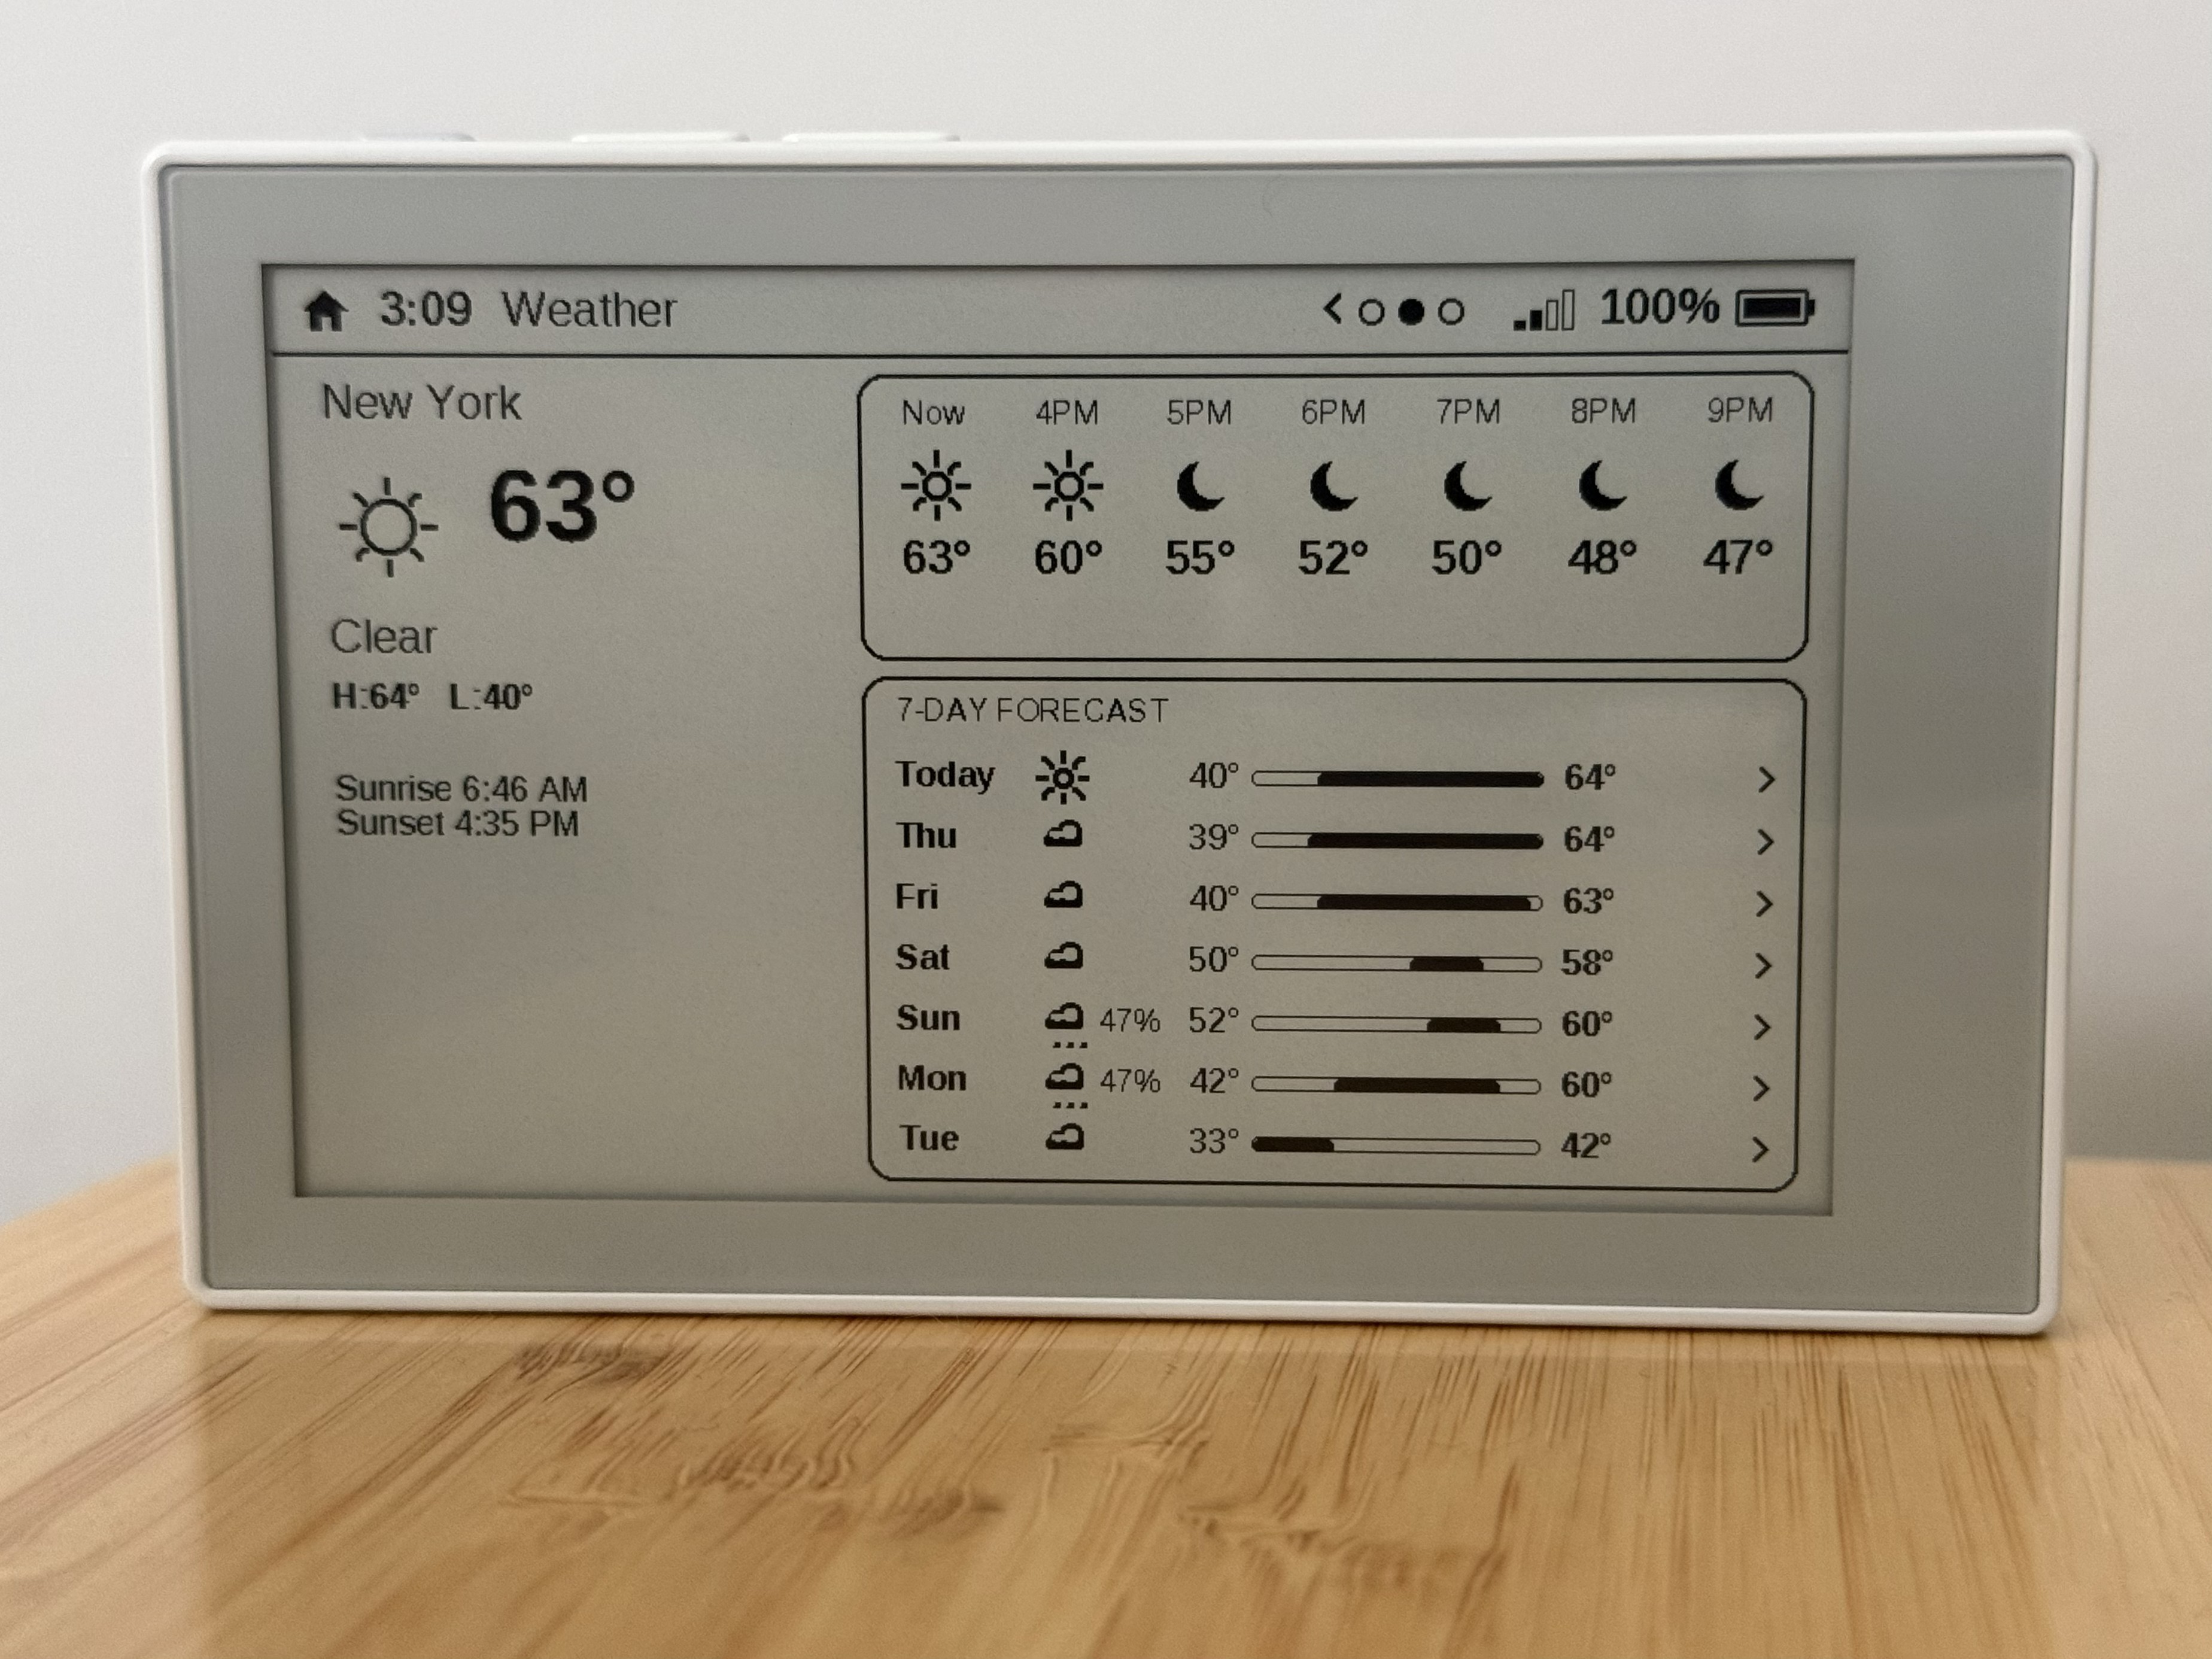 3:09 Weather
100%
New York
63°
Clear
H:64° L:40°
Sunrise 6:46 AM
Sunset 4:35 PM
Now 4PM 5PM 6PM 7PM 8PM 9PM
63° 60° 55° 52° 50° 48° 47°
7-DAY FORECAST
Today 40° 64°
Thu 39° 64°
Fri 40° 63°
Sat 50° 58°
Sun 47% 52° 60°
Mon 47% 42° 60°
Tue 33° 42°